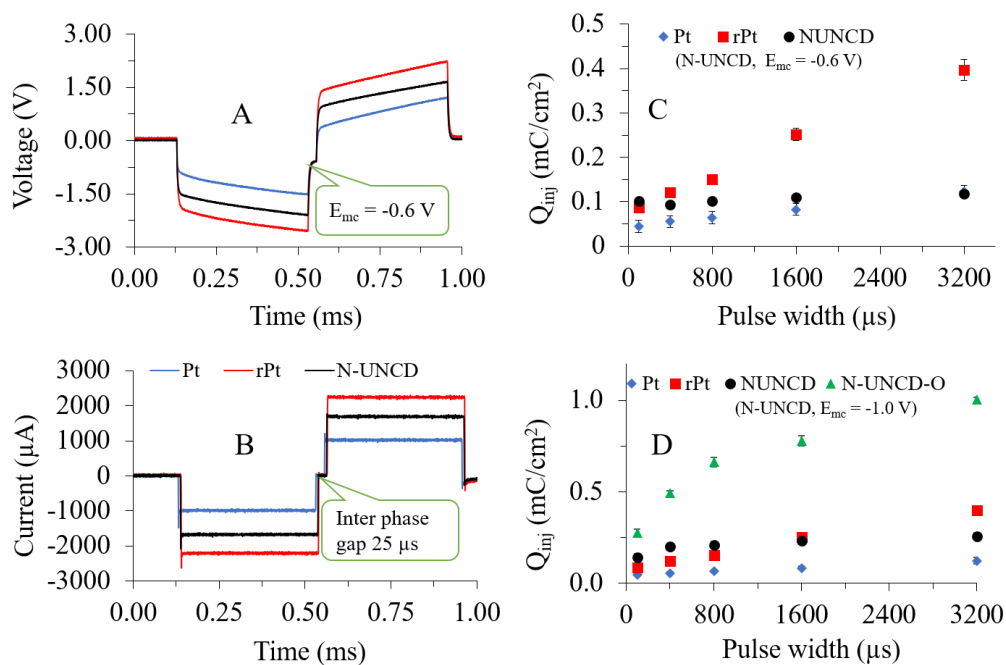 3.00
1.50
0.00
-1.50
-3.00
Voltage (V)
A
E_mc = -0.6 V
0.00 0.25 0.50 0.75 1.00
Time (ms)
Pt rPt NUNCD
(N-UNCD, E_mc = -0.6 V)
0.5
0.4
0.3
0.2
0.1
0
Q_inj (mC/cm²)
C
0 800 1600 2400 3200
Pulse width (µs)
Pt rPt N-UNCD
3000
2000
1000
0
-1000
-2000
-3000
Current (µA)
B
Inter phase
gap 25 µs
0.00 0.25 0.50 0.75 1.00
Time (ms)
Pt rPt NUNCD N-UNCD-O
(N-UNCD, E_mc = -1.0 V)
1.0
0.5
0.0
Q_inj (mC/cm²)
D
0 800 1600 2400 3200
Pulse width (µs)